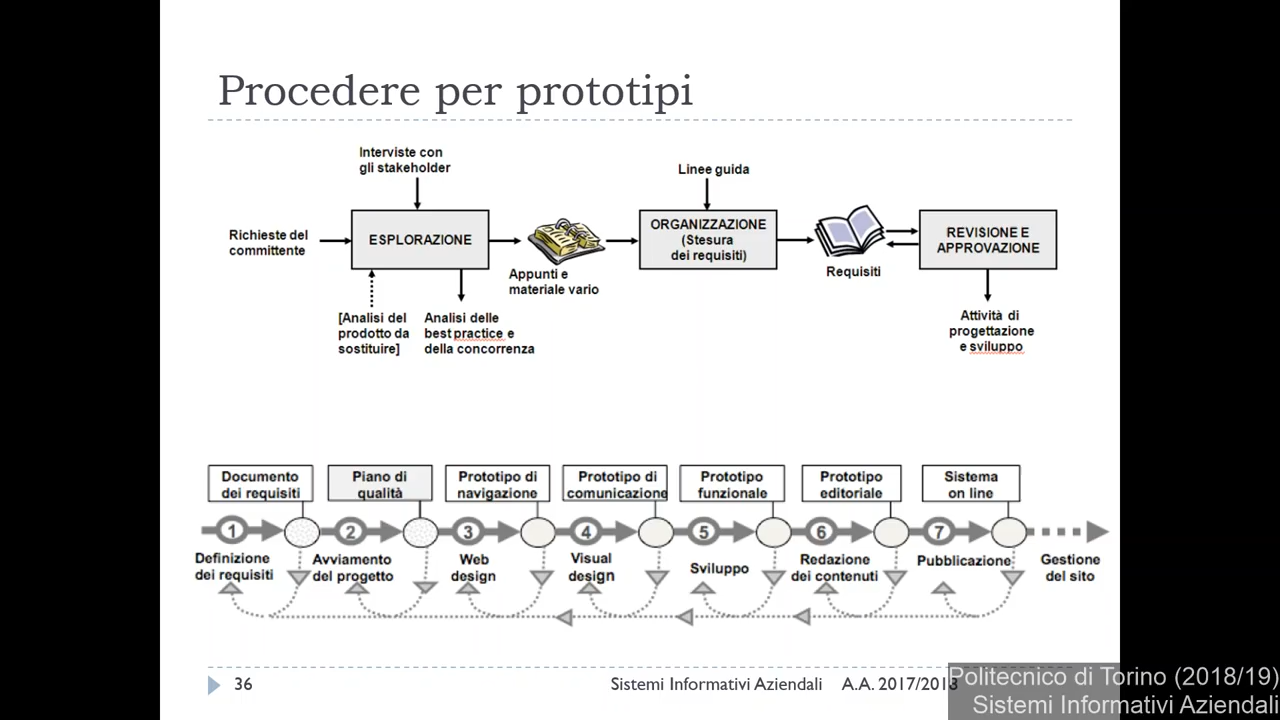 Procedere per prototipi
Interviste con
gli stakeholder
Linee guida
Richieste del
committente
ESPLORAZIONE
ORGANIZZAZIONE
(Stesura
dei requisiti)
REVISIONE E
APPROVAZIONE
Appunti e
materiale vario
Requisiti
[Analisi del
prodotto da
sostituire]
Analisi delle
best practice e
della concorrenza
Attività di
progettazione
e sviluppo
Documento
dei requisiti
Piano di
qualità
Prototipo di
navigazione
Prototipo di
comunicazione
Prototipo
funzionale
Prototipo
editoriale
Sistema
on line
1
2
3
4
5
6
7
Definizione
dei requisiti
Avviamento
del progetto
Web
design
Visual
design
Sviluppo
Redazione
dei contenuti
Pubblicazione
Gestione
del sito
36
Sistemi Informativi Aziendali
A.A. 2017/2018
Politecnico di Torino (2018/19)
Sistemi Informativi Aziendali